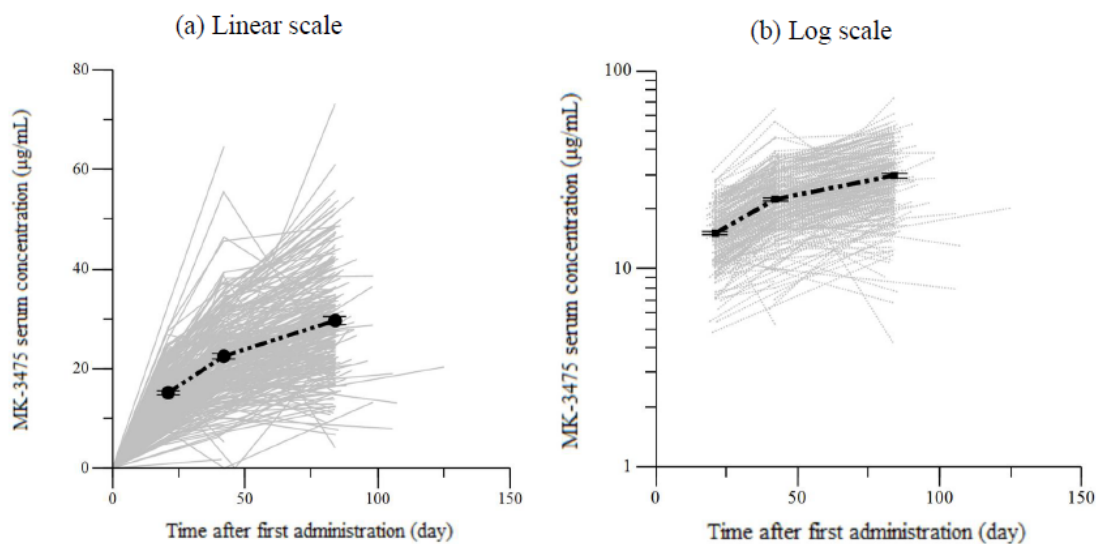 (a) Linear scale
80
60
40
20
0
0
50
100
150
MK-3475 serum concentration (µg/mL)
Time after first administration (day)
(b) Log scale
100
10
1
0
50
100
150
MK-3475 serum concentration (µg/mL)
Time after first administration (day)